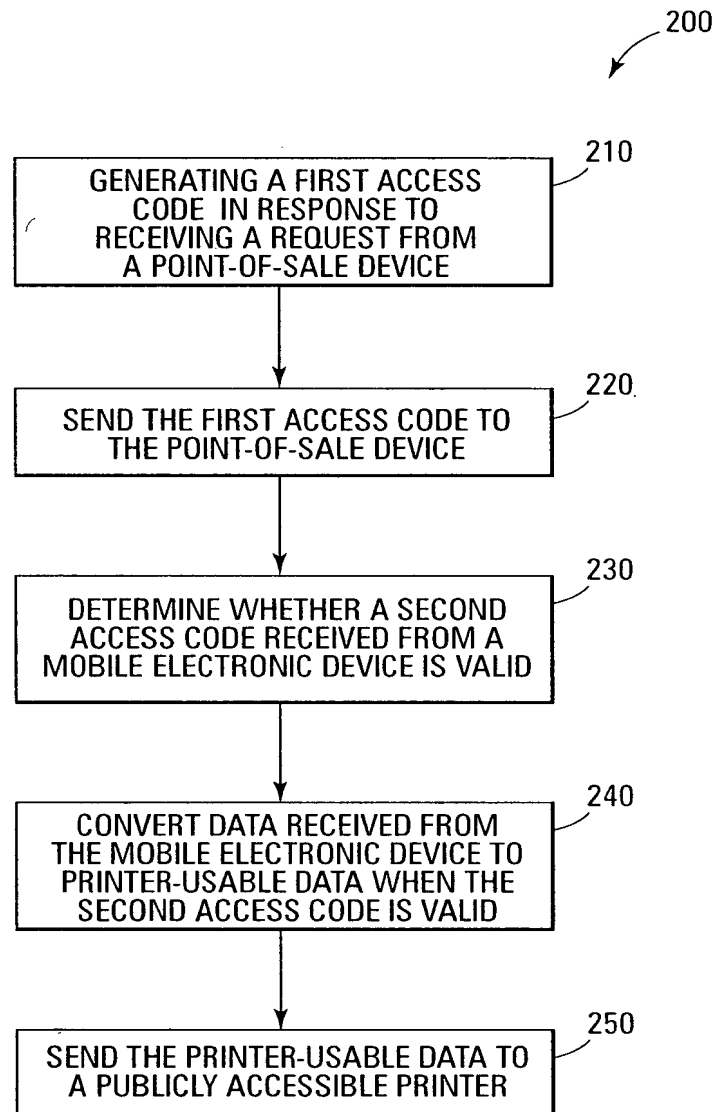 200
210
GENERATING A FIRST ACCESS
CODE IN RESPONSE TO
RECEIVING A REQUEST FROM
A POINT-OF-SALE DEVICE
220
SEND THE FIRST ACCESS CODE TO
THE POINT-OF-SALE DEVICE
230
DETERMINE WHETHER A SECOND
ACCESS CODE RECEIVED FROM A
MOBILE ELECTRONIC DEVICE IS VALID
240
CONVERT DATA RECEIVED FROM
THE MOBILE ELECTRONIC DEVICE TO
PRINTER-USABLE DATA WHEN THE
SECOND ACCESS CODE IS VALID
250
SEND THE PRINTER-USABLE DATA TO
A PUBLICLY ACCESSIBLE PRINTER